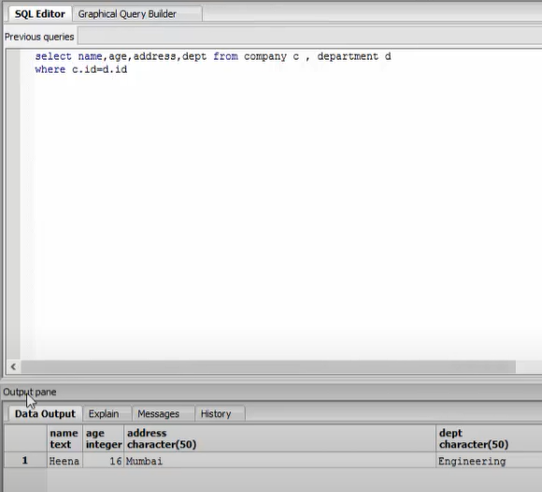 SQL Editor Graphical Query Builder
Previous queries
select name,age,address,dept from company c , department d
where c.id=d.id
Output pane
Data Output Explain Messages History
name age address dept
text integer character(50) character(50)
1 Heena 16 Mumbai Engineering